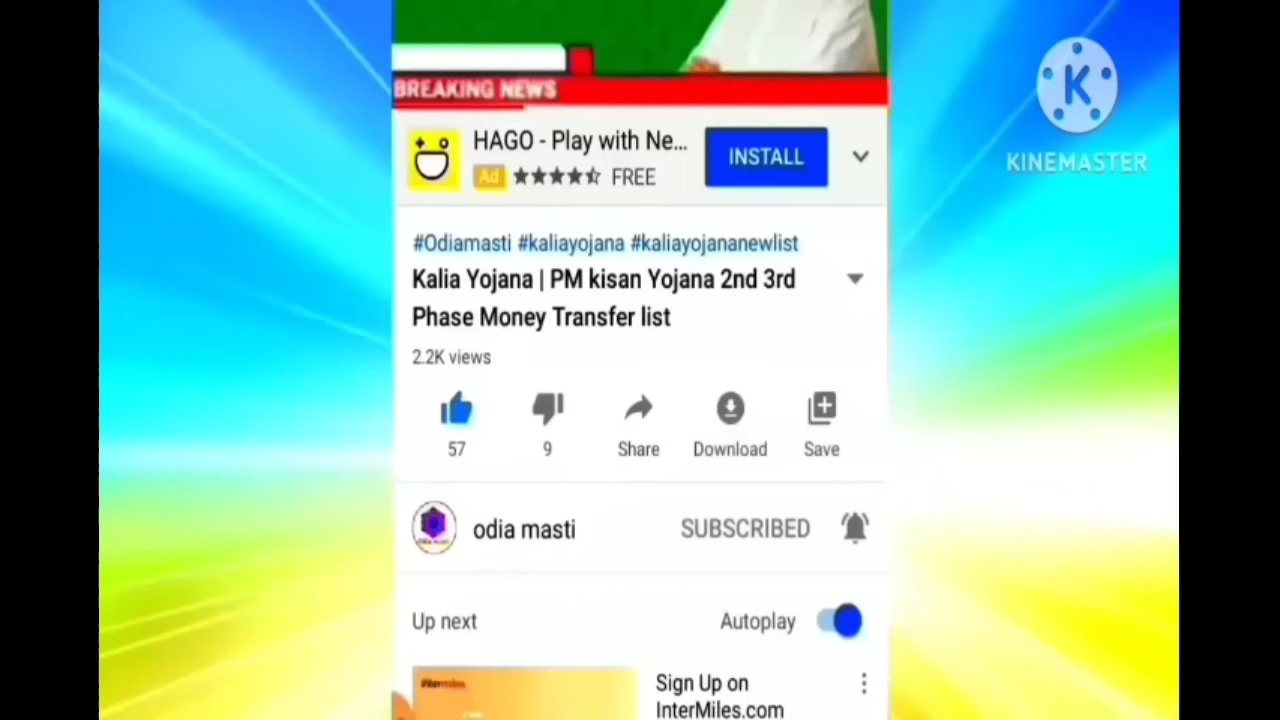 BREAKING NEWS
HAGO - Play with Ne...
INSTALL
Ad
FREE
KINEMASTER
#Odiamasti #kaliayojana #kaliayojananewlist
Kalia Yojana | PM kisan Yojana 2nd 3rd
Phase Money Transfer list
2.2K views
57
9
Share
Download
Save
odia masti
SUBSCRIBED
Up next
Autoplay
Sign Up on
InterMiles.com